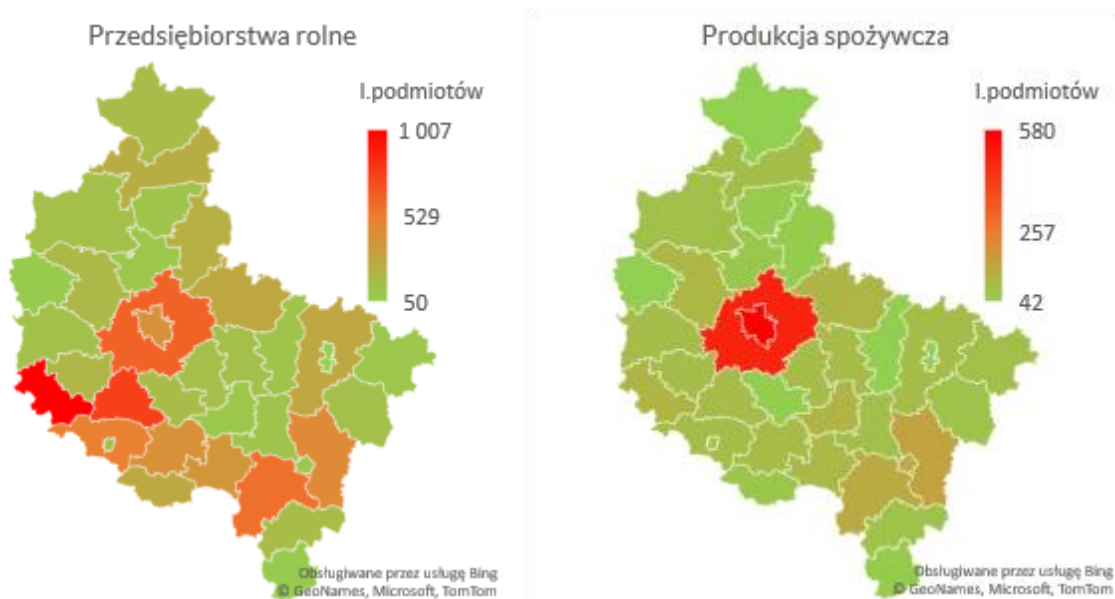 Przedsiębiorstwa rolne
l.podmiotów
1 007
529
50
Obsługiwane przez usługę Bing
© GeoNames, Microsoft, TomTom
Produkcja spożywcza
l.podmiotów
580
257
42
Obsługiwane przez usługę Bing
© GeoNames, Microsoft, TomTom